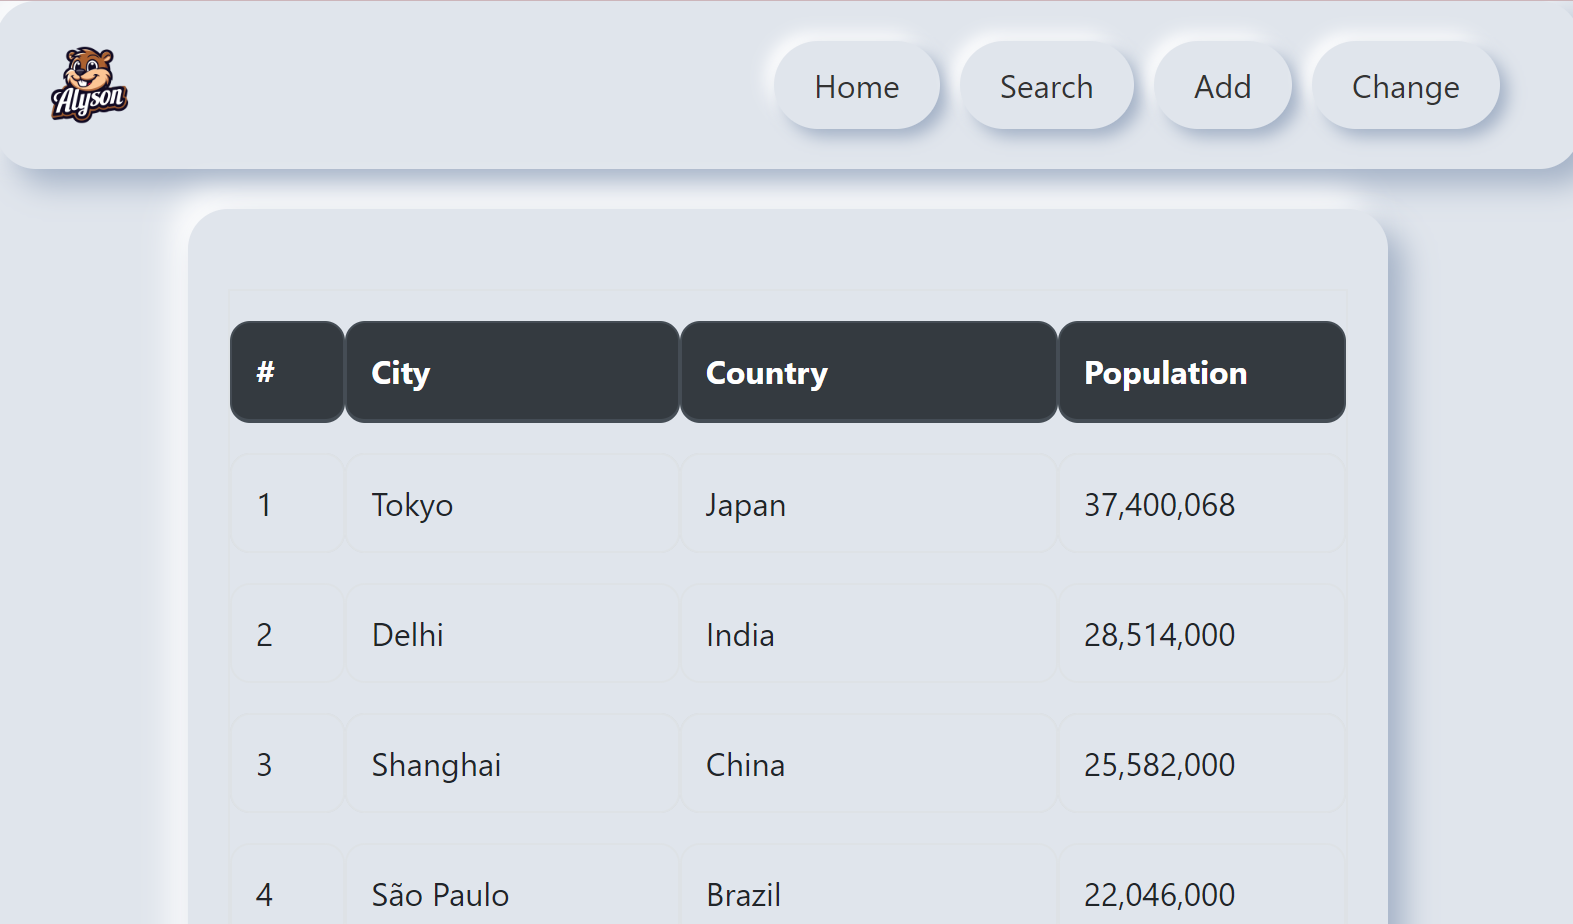 Alyson
Home Search Add Change
# City Country Population
1 Tokyo Japan 37,400,068
2 Delhi India 28,514,000
3 Shanghai China 25,582,000
4 São Paulo Brazil 22,046,000